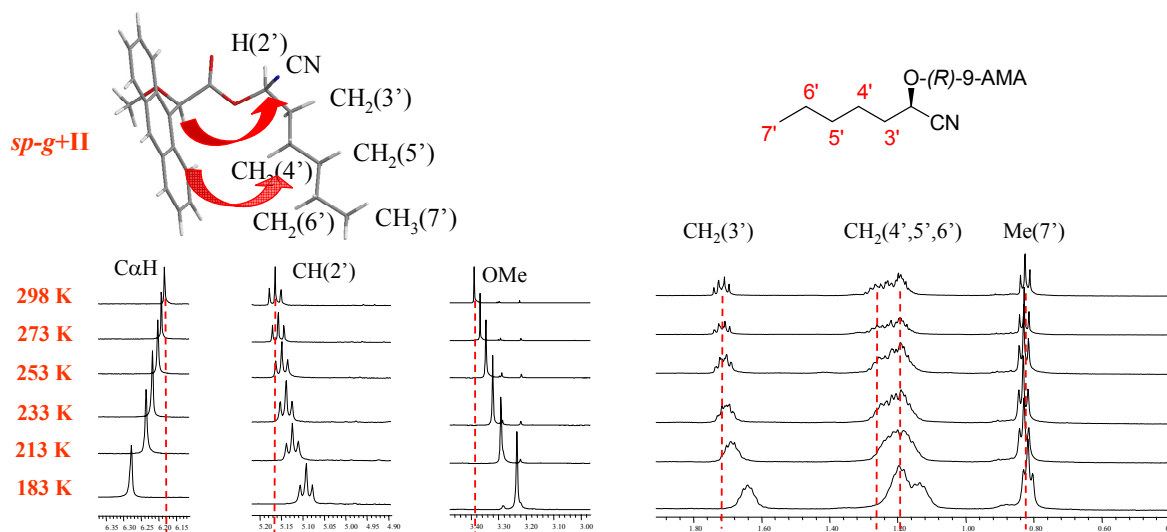 H(2’)
CN
CH2(3’)
sp-g+II
CH2(5’)
CH2(4’)
CH2(6’)
CH3(7’)
O-(R)-9-AMA
6'
4'
7'
5'
3'
CN
CαH
CH(2’)
OMe
CH2(3’)
CH2(4’,5’,6’)
Me(7’)
298 K
273 K
253 K
233 K
213 K
183 K
6.35 6.30 6.25 6.20 6.15
5.20 5.15 5.10 5.05 5.00 4.95 4.90
3.30 3.20 3.10 3.00
1.80 1.60 1.20 1.00 0.80 0.60